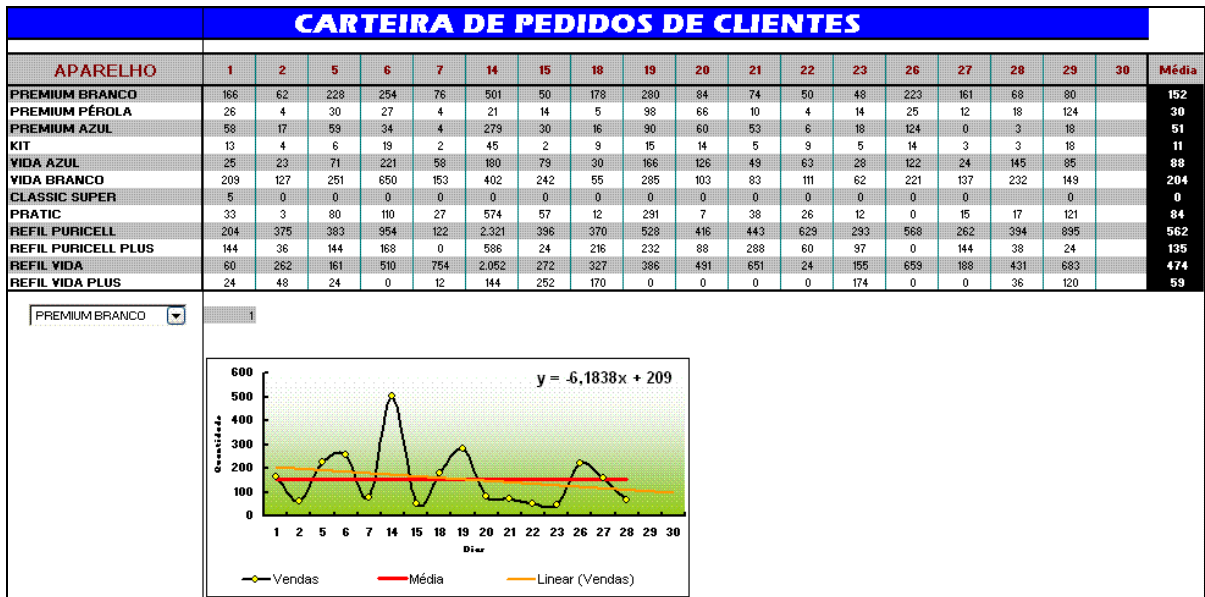 CARTEIRA DE PEDIDOS DE CLIENTES
APARELHO 1 2 5 6 7 14 15 18 19 20 21 22 23 26 27 28 29 30 Média
PREMIUM BRANCO 166 62 228 254 76 501 50 178 280 84 74 50 48 223 161 68 80 152
PREMIUM PÉROLA 26 4 30 27 4 21 14 5 98 66 10 4 14 25 12 18 124 30
PREMIUM AZUL 58 17 59 34 4 279 30 16 90 60 53 6 18 124 0 3 18 51
KIT 13 4 6 19 2 45 2 9 15 14 5 9 5 14 3 3 18 11
VIDA AZUL 25 23 71 221 58 180 79 30 166 126 49 63 28 122 24 145 85 88
VIDA BRANCO 209 127 251 650 153 402 242 55 285 103 83 111 62 221 137 232 149 204
CLASSIC SUPER 5 0 0 0 0 0 0 0 0 0 0 0 0 0 0 0 0 0
PRATIC 33 3 80 110 27 574 57 12 291 7 38 26 12 0 15 17 121 84
REFIL PURICELL 204 375 383 954 122 2.321 396 370 528 416 443 629 293 568 262 394 895 562
REFIL PURICELL PLUS 144 36 144 168 0 586 24 216 232 88 288 60 97 0 144 38 24 135
REFIL VIDA 60 262 161 510 754 2.052 272 327 386 491 651 24 155 659 188 431 683 474
REFIL VIDA PLUS 24 48 24 0 12 144 252 170 0 0 0 0 174 0 0 36 120 59
PREMIUM BRANCO 1
y = -6,1838x + 209
600
500
400
300
200
100
0
Quantidade
1 2 5 6 7 14 15 18 19 20 21 22 23 26 27 28 29 30
Dias
Vendas Média Linear (Vendas)